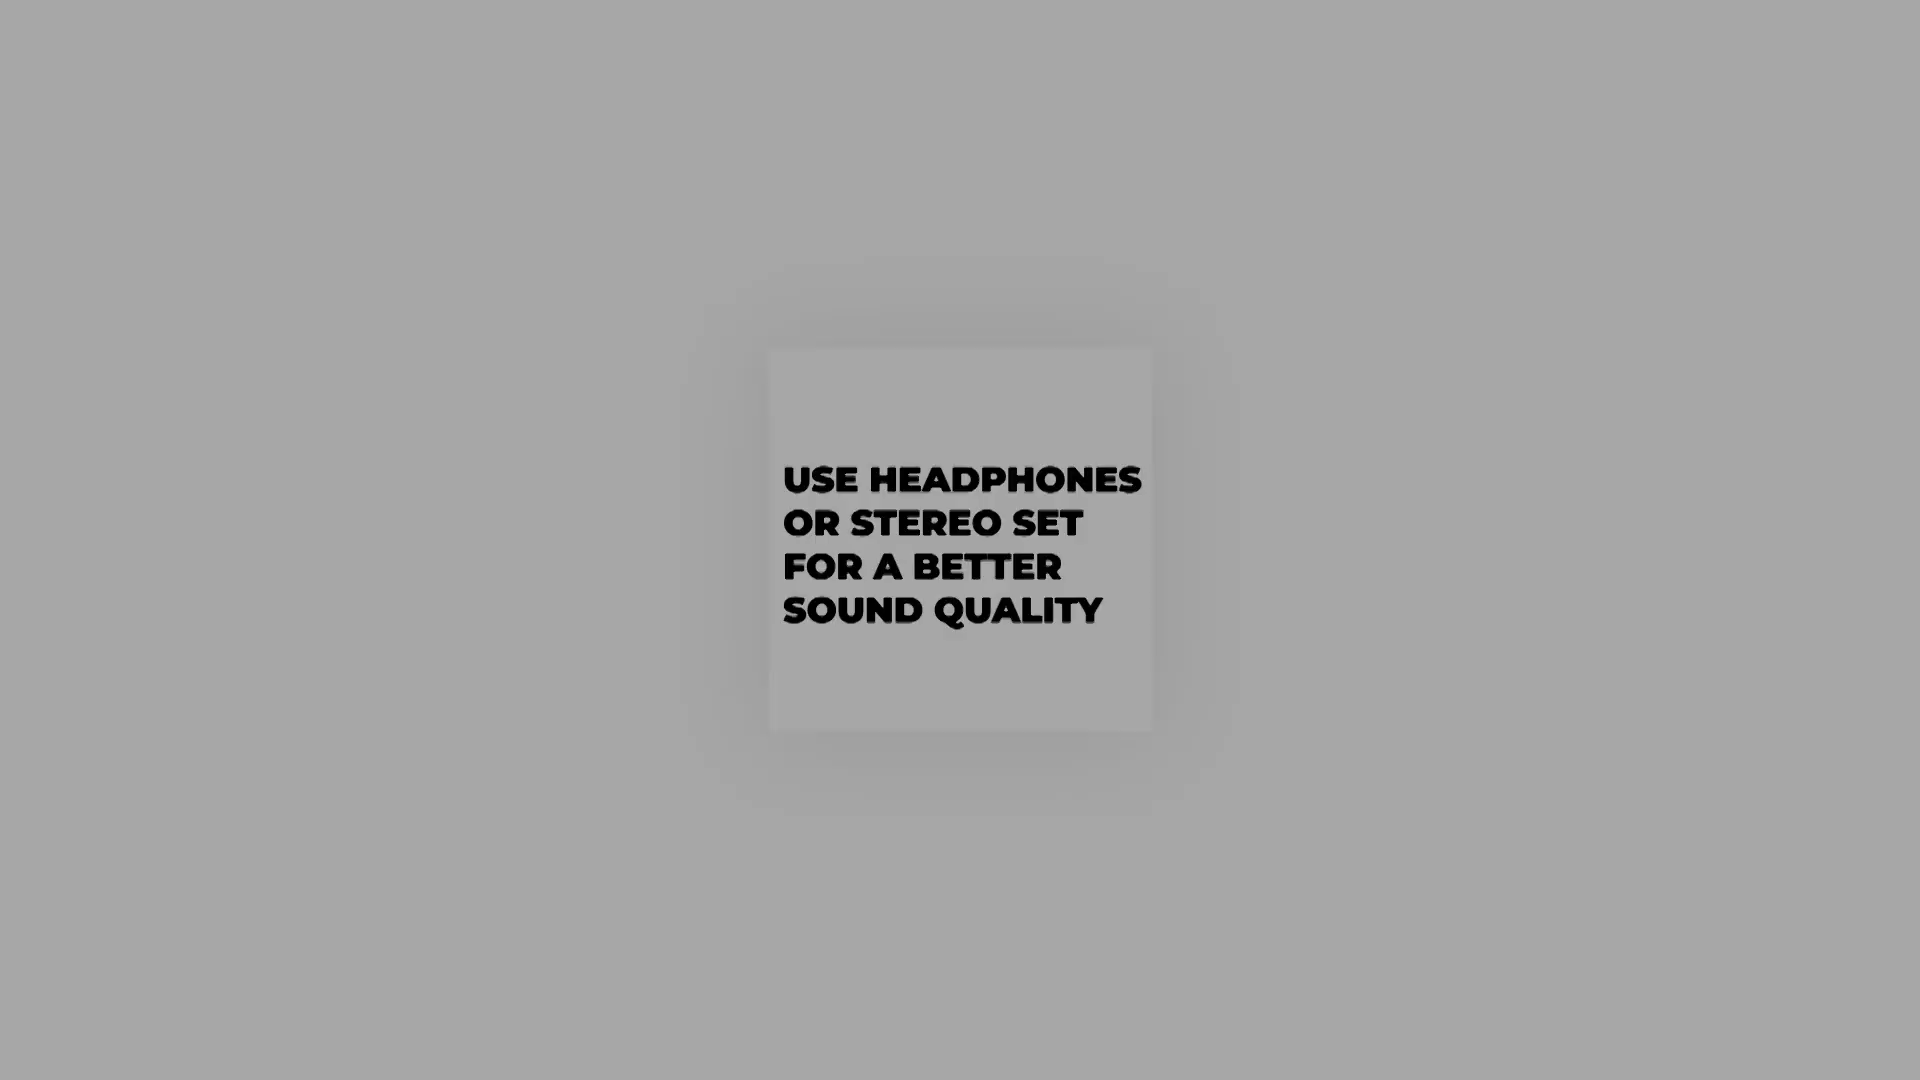 USE HEADPHONES
OR STEREO SET
FOR A BETTER
SOUND QUALITY